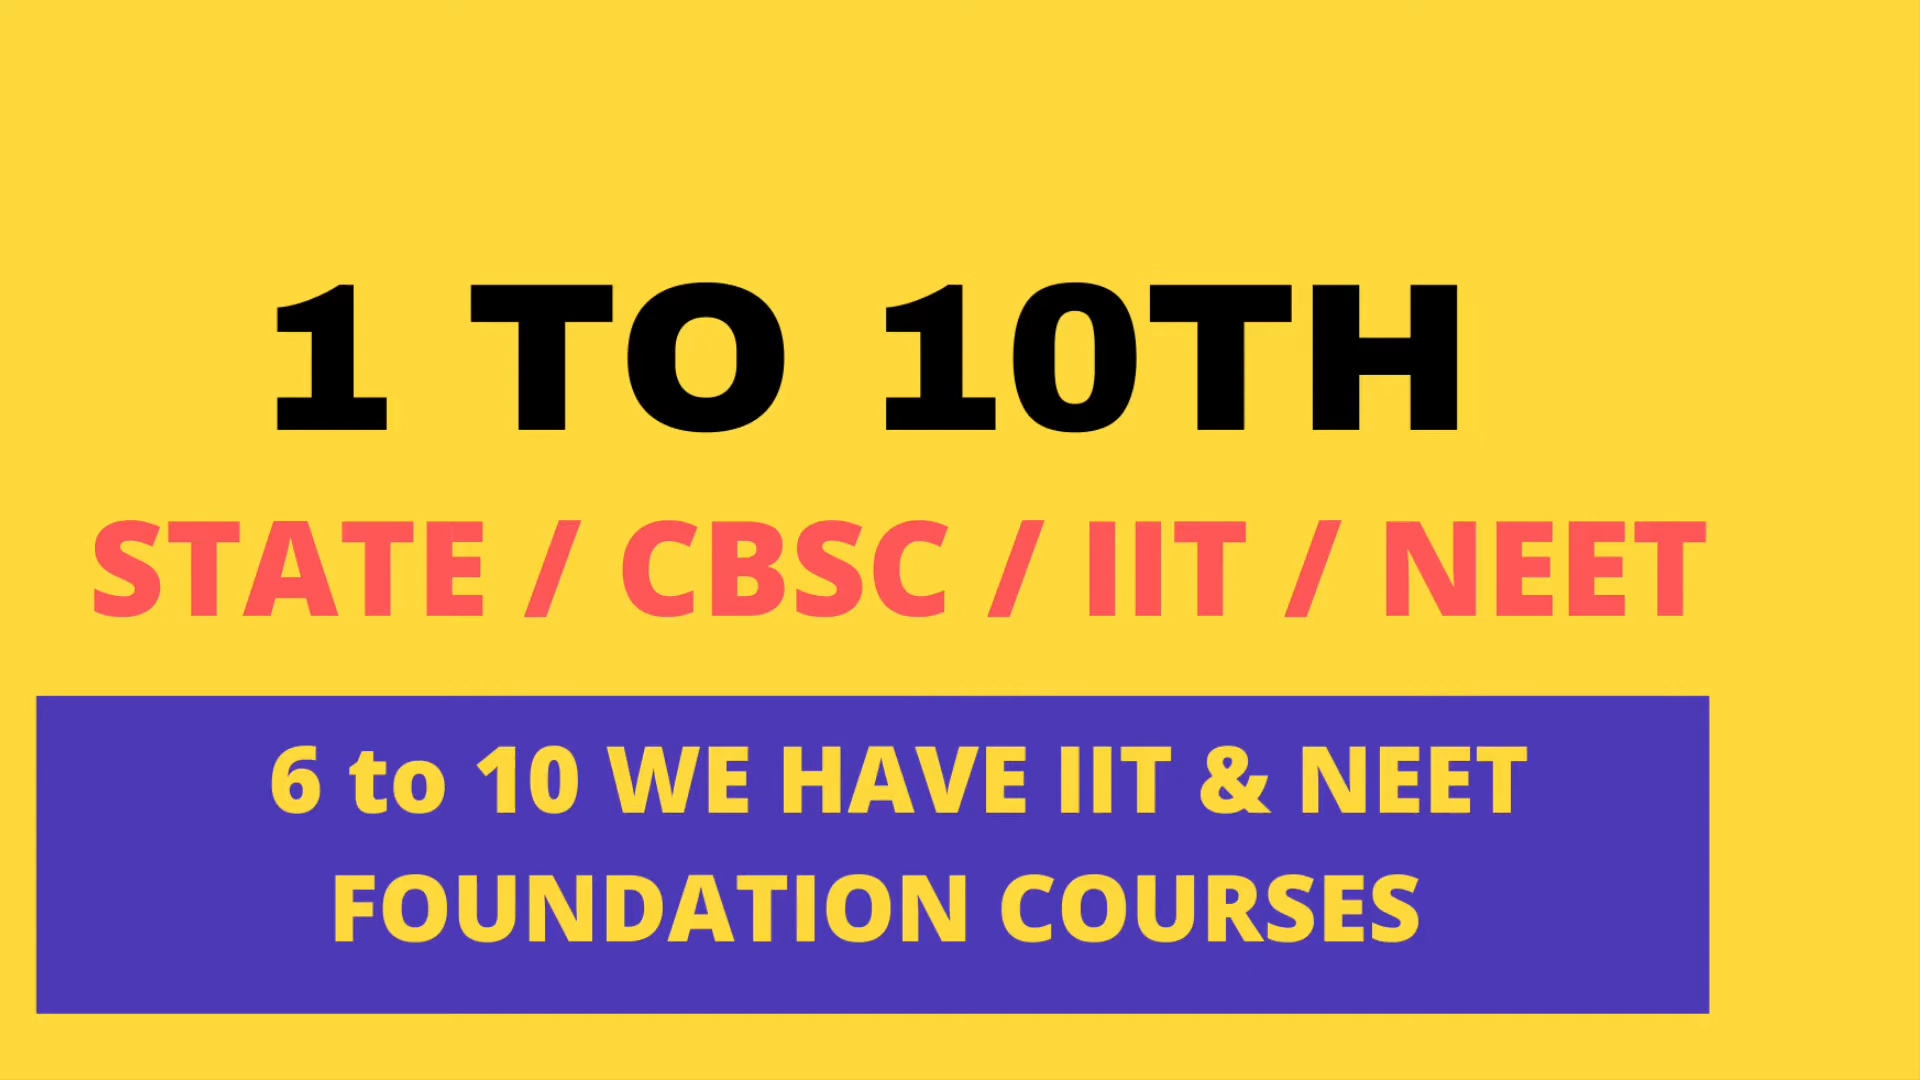 1 TO 10TH
STATE / CBSC / IIT / NEET
6 to 10 WE HAVE IIT & NEET
FOUNDATION COURSES